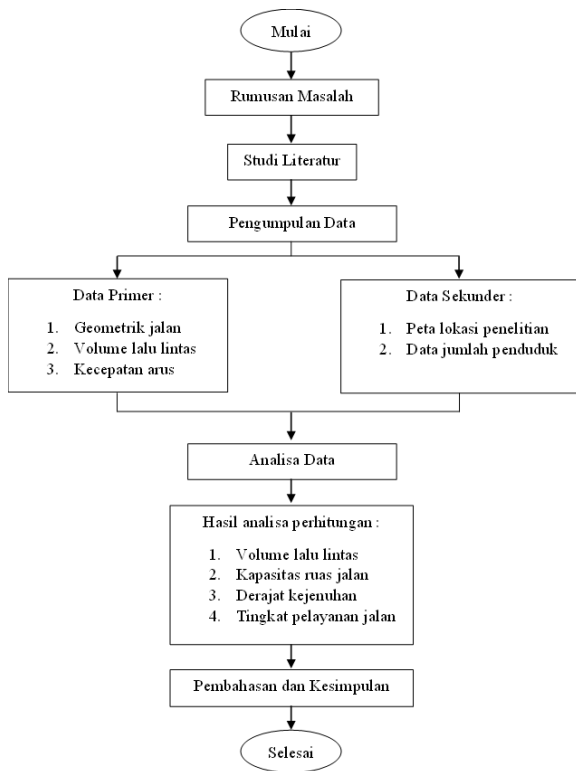 Mulai
Rumusan Masalah
Studi Literatur
Pengumpulan Data
Data Primer :
1. Geometrik jalan
2. Volume lalu lintas
3. Kecepatan arus
Data Sekunder :
1. Peta lokasi penelitian
2. Data jumlah penduduk
Analisa Data
Hasil analisa perhitungan :
1. Volume lalu lintas
2. Kapasitas ruas jalan
3. Derajat kejenuhan
4. Tingkat pelayanan jalan
Pembahasan dan Kesimpulan
Selesai